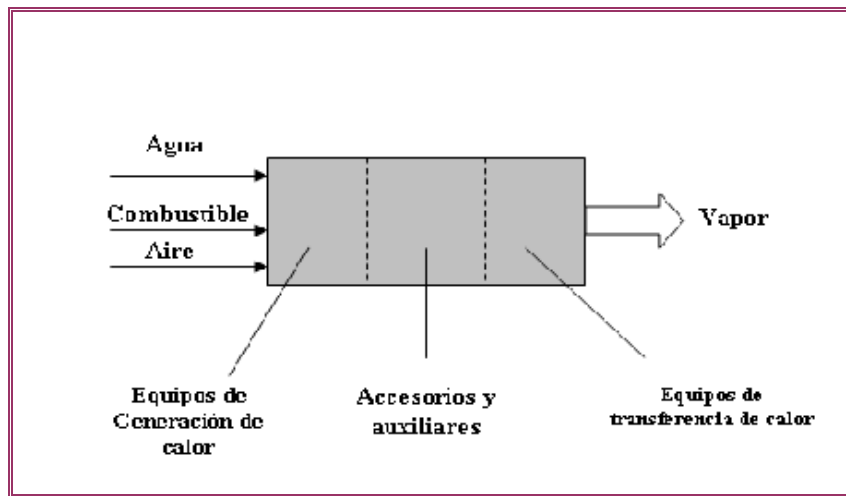 Agua
Combustible
Aire
Vapor
Equipos de
Generación de
calor
Accesorios y
auxiliares
Equipos de
transferencia de calor